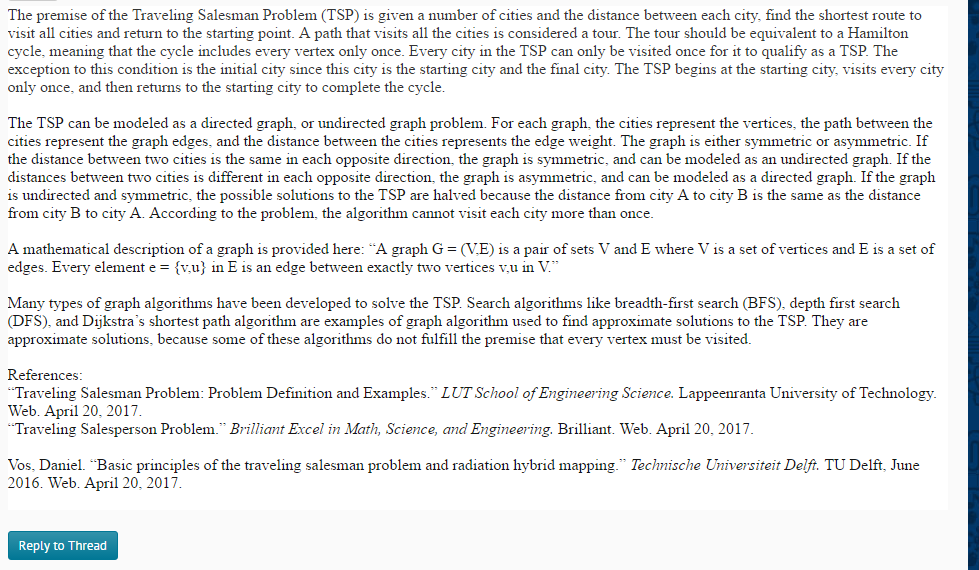 The premise of the Traveling Salesman Problem (TSP) is given a number of cities and the distance between each city, find the shortest route to
visit all cities and return to the starting point. A path that visits all the cities is considered a tour. The tour should be equivalent to a Hamilton
cycle, meaning that the cycle includes every vertex only once. Every city in the TSP can only be visited once for it to qualify as a TSP. The
exception to this condition is the initial city since this city is the starting city and the final city. The TSP begins at the starting city, visits every city
only once, and then returns to the starting city to complete the cycle.
The TSP can be modeled as a directed graph, or undirected graph problem. For each graph, the cities represent the vertices, the path between the
cities represent the graph edges, and the distance between the cities represents the edge weight. The graph is either symmetric or asymmetric. If
the distance between two cities is the same in each opposite direction, the graph is symmetric, and can be modeled as an undirected graph. If the
distances between two cities is different in each opposite direction, the graph is asymmetric, and can be modeled as a directed graph. If the graph
is undirected and symmetric, the possible solutions to the TSP are halved because the distance from city A to city B is the same as the distance
from city B to city A. According to the problem, the algorithm cannot visit each city more than once.
A mathematical description of a graph is provided here: “A graph G = (V,E) is a pair of sets V and E where V is a set of vertices and E is a set of
edges. Every element e = {v,u} in E is an edge between exactly two vertices v,u in V.”
Many types of graph algorithms have been developed to solve the TSP. Search algorithms like breadth-first search (BFS), depth first search
(DFS), and Dijkstra’s shortest path algorithm are examples of graph algorithm used to find approximate solutions to the TSP. They are
approximate solutions, because some of these algorithms do not fulfill the premise that every vertex must be visited.
References:
“Traveling Salesman Problem: Problem Definition and Examples.” LUT School of Engineering Science. Lappeenranta University of Technology.
Web. April 20, 2017.
“Traveling Salesperson Problem.” Brilliant Excel in Math, Science, and Engineering. Brilliant. Web. April 20, 2017.
Vos, Daniel. “Basic principles of the traveling salesman problem and radiation hybrid mapping.” Technische Universiteit Delft. TU Delft, June
2016. Web. April 20, 2017.
Reply to Thread